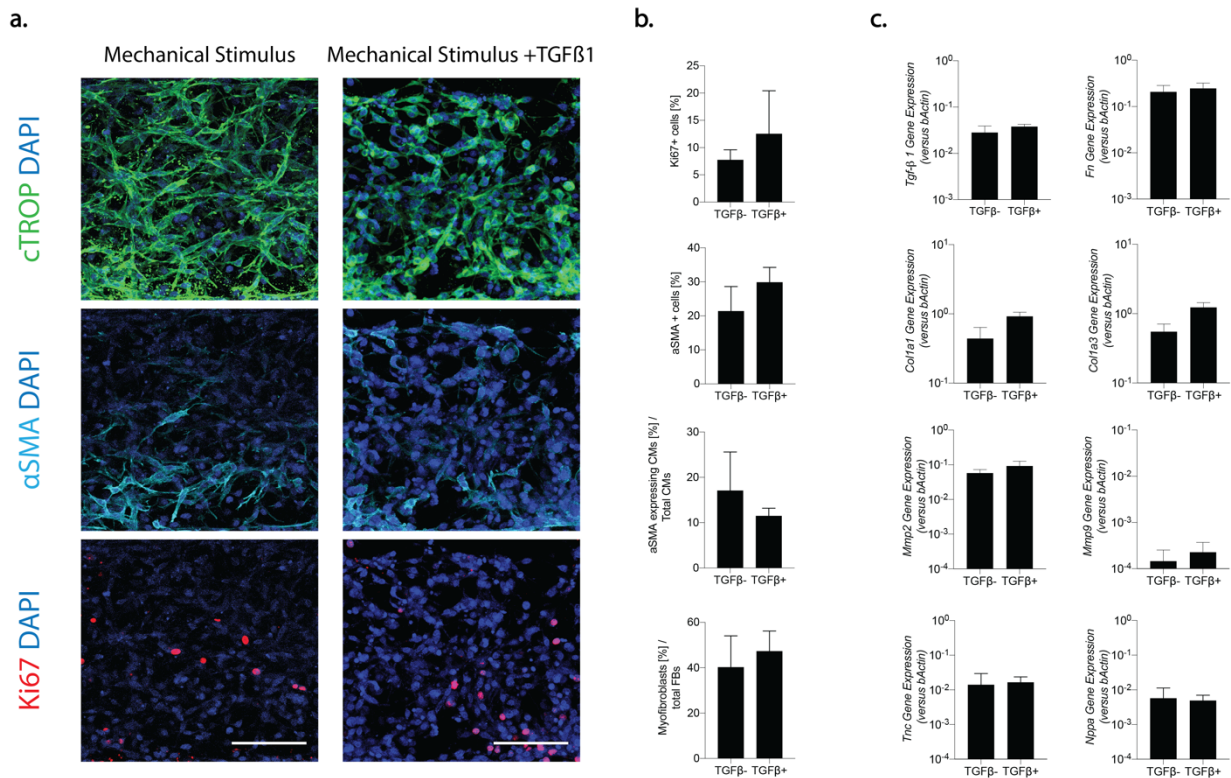 a.
Mechanical Stimulus
Mechanical Stimulus +TGFß1
cTROP DAPI
αSMA DAPI
Ki67 DAPI
b.
Ki67+ cells [%]
25
20
15
10
5
0
TGFβ- TGFβ+
aSMA + cells [%]
40
30
20
10
0
TGFβ- TGFβ+
aSMA expressing CMs [%] /
Total CMs
30
20
10
0
TGFβ- TGFβ+
Myofibroblasts [%] /
total FBs
60
40
20
0
TGFβ- TGFβ+
c.
Tgf-β 1 Gene Expression
(versus bActin)
10⁰
10⁻¹
10⁻²
10⁻³
TGFβ- TGFβ+
Fn Gene Expression
(versus bActin)
10⁰
10⁻¹
10⁻²
10⁻³
TGFβ- TGFβ+
Col1a1 Gene Expression
(versus bActin)
10¹
10⁰
10⁻¹
TGFβ- TGFβ+
Col1a3 Gene Expression
(versus bActin)
10¹
10⁰
10⁻¹
TGFβ- TGFβ+
Mmp2 Gene Expression
(versus bActin)
10⁰
10⁻¹
10⁻²
10⁻³
10⁻⁴
TGFβ- TGFβ+
Mmp9 Gene Expression
(versus bActin)
10⁰
10⁻¹
10⁻²
10⁻³
10⁻⁴
TGFβ- TGFβ+
Tnc Gene Expression
(versus bActin)
10⁰
10⁻¹
10⁻²
10⁻³
10⁻⁴
TGFβ- TGFβ+
Nppa Gene Expression
(versus bActin)
10⁰
10⁻¹
10⁻²
10⁻³
10⁻⁴
TGFβ- TGFβ+